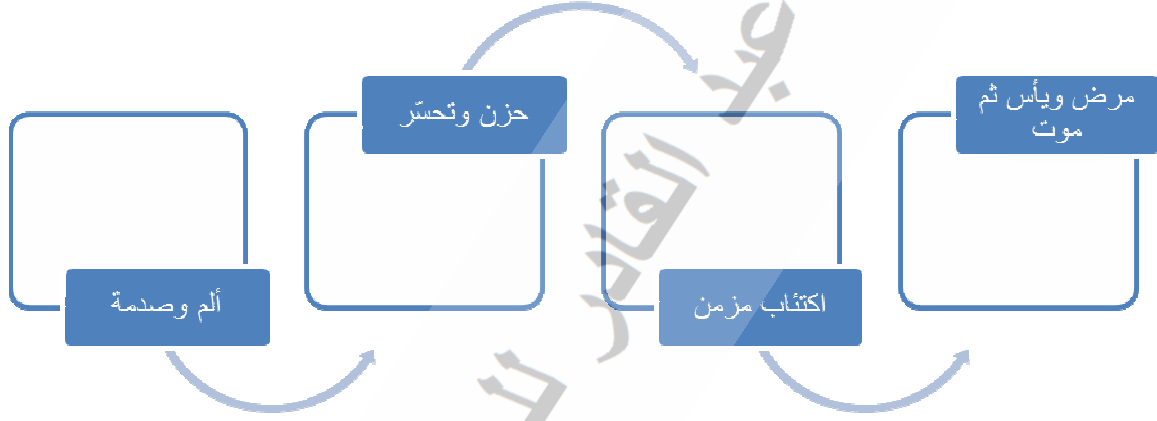 ألم وصدمة
حزن وتحسّر
اكتئاب مزمن
مرض ويأس ثم
موت
عبد القادر